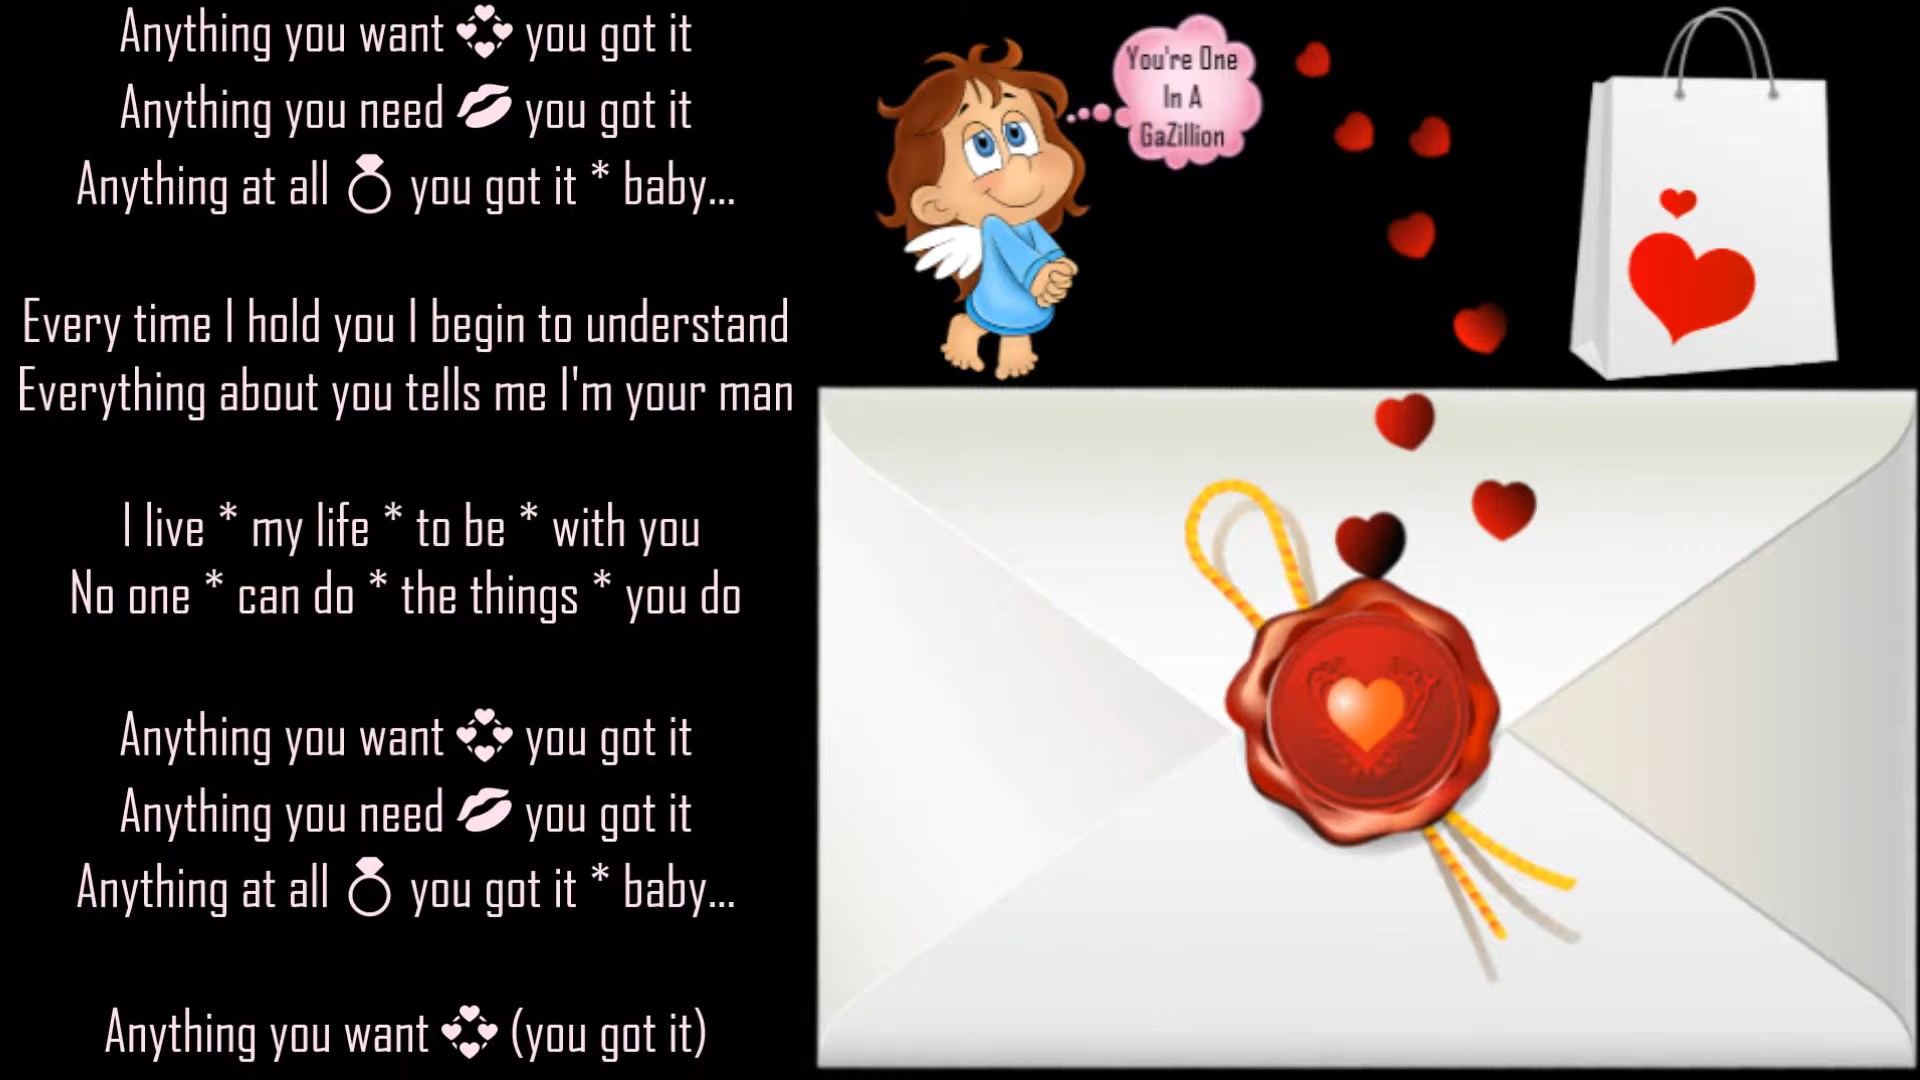 Anything you want 💞 you got it
Anything you need 💋 you got it
Anything at all 💍 you got it * baby...
Every time I hold you I begin to understand
Everything about you tells me I'm your man
I live * my life * to be * with you
No one * can do * the things * you do
Anything you want 💞 you got it
Anything you need 💋 you got it
Anything at all 💍 you got it * baby...
Anything you want 💞 (you got it)
You're One
In A
GaZillion